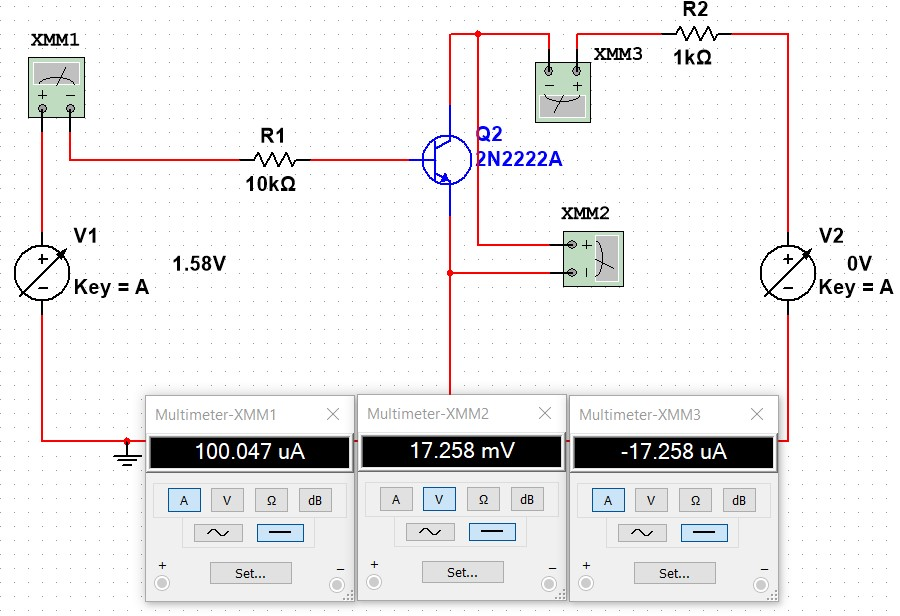 R2
XMM1
XMM3
1kΩ
+ −
− +
R1
Q2
2N2222A
10kΩ
XMM2
V1
V2
+
−
1.58V
0V
+
−
+
−
Key = A
Key = A
Multimeter-XMM1
100.047 uA
A V Ω dB
+ −
Set...
Multimeter-XMM2
17.258 mV
A V Ω dB
+ −
Set...
Multimeter-XMM3
-17.258 uA
A V Ω dB
+ −
Set...